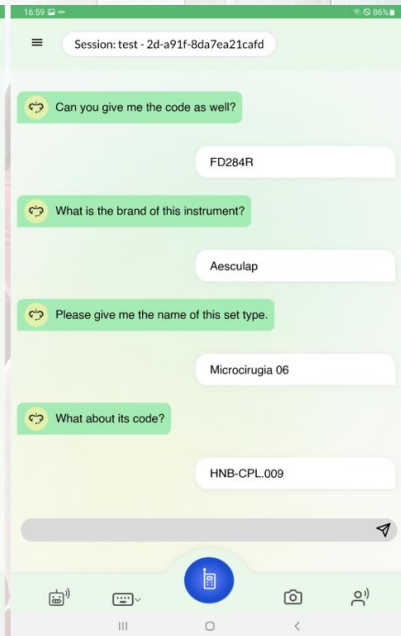 16:59
86%
Session: test - 2d-a91f-8da7ea21cafd
Can you give me the code as well?
FD284R
What is the brand of this instrument?
Aesculap
Please give me the name of this set type.
Microcirugia 06
What about its code?
HNB-CPL.009